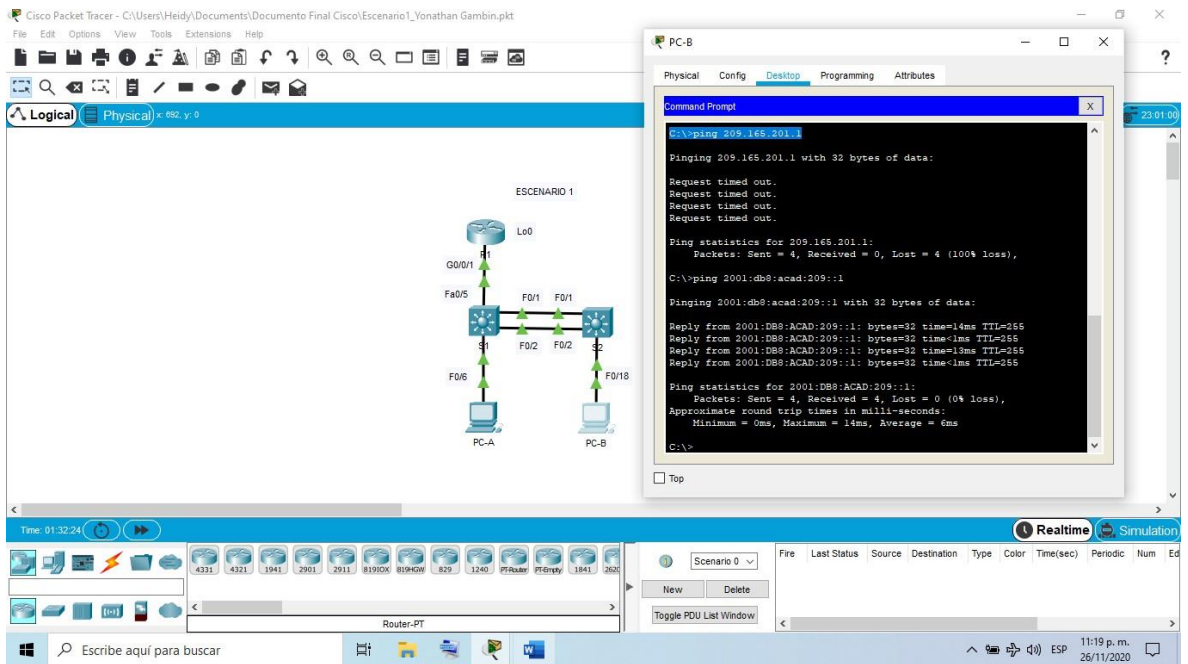 Cisco Packet Tracer - C:\Users\Heidy\Documents\Documento Final Cisco\Escenario1_Yonathan Gambin.pkt
File Edit Options View Tools Extensions Help
Logical Physical x: 692, y: 0
23:01:00
ESCENARIO 1
Lo0
R1
G0/0/1
Fa0/5
F0/1 F0/1
S1
F0/2 F0/2
S2
F0/6
F0/18
PC-A
PC-B
PC-B
Physical Config Desktop Programming Attributes
Command Prompt X
C:\>ping 209.165.201.1
Pinging 209.165.201.1 with 32 bytes of data:
Request timed out.
Request timed out.
Request timed out.
Request timed out.
Ping statistics for 209.165.201.1:
Packets: Sent = 4, Received = 0, Lost = 4 (100% loss),
C:\>ping 2001:db8:acad:209::1
Pinging 2001:db8:acad:209::1 with 32 bytes of data:
Reply from 2001:DB8:ACAD:209::1: bytes=32 time=14ms TTL=255
Reply from 2001:DB8:ACAD:209::1: bytes=32 time<1ms TTL=255
Reply from 2001:DB8:ACAD:209::1: bytes=32 time=13ms TTL=255
Reply from 2001:DB8:ACAD:209::1: bytes=32 time<1ms TTL=255
Ping statistics for 2001:DB8:ACAD:209::1:
Packets: Sent = 4, Received = 4, Lost = 0 (0% loss),
Approximate round trip times in milli-seconds:
Minimum = 0ms, Maximum = 14ms, Average = 6ms
C:\>
Top
Time: 01:32:24
Realtime Simulation
4331 4321 1941 2901 2911 819IOX 819HGW 829 1240 PT-Router PT-Empty 1841 2620
Router-PT
Scenario 0
New Delete
Toggle PDU List Window
Fire Last Status Source Destination Type Color Time(sec) Periodic Num Ed
Escribe aquí para buscar
ESP
11:19 p. m.
26/11/2020